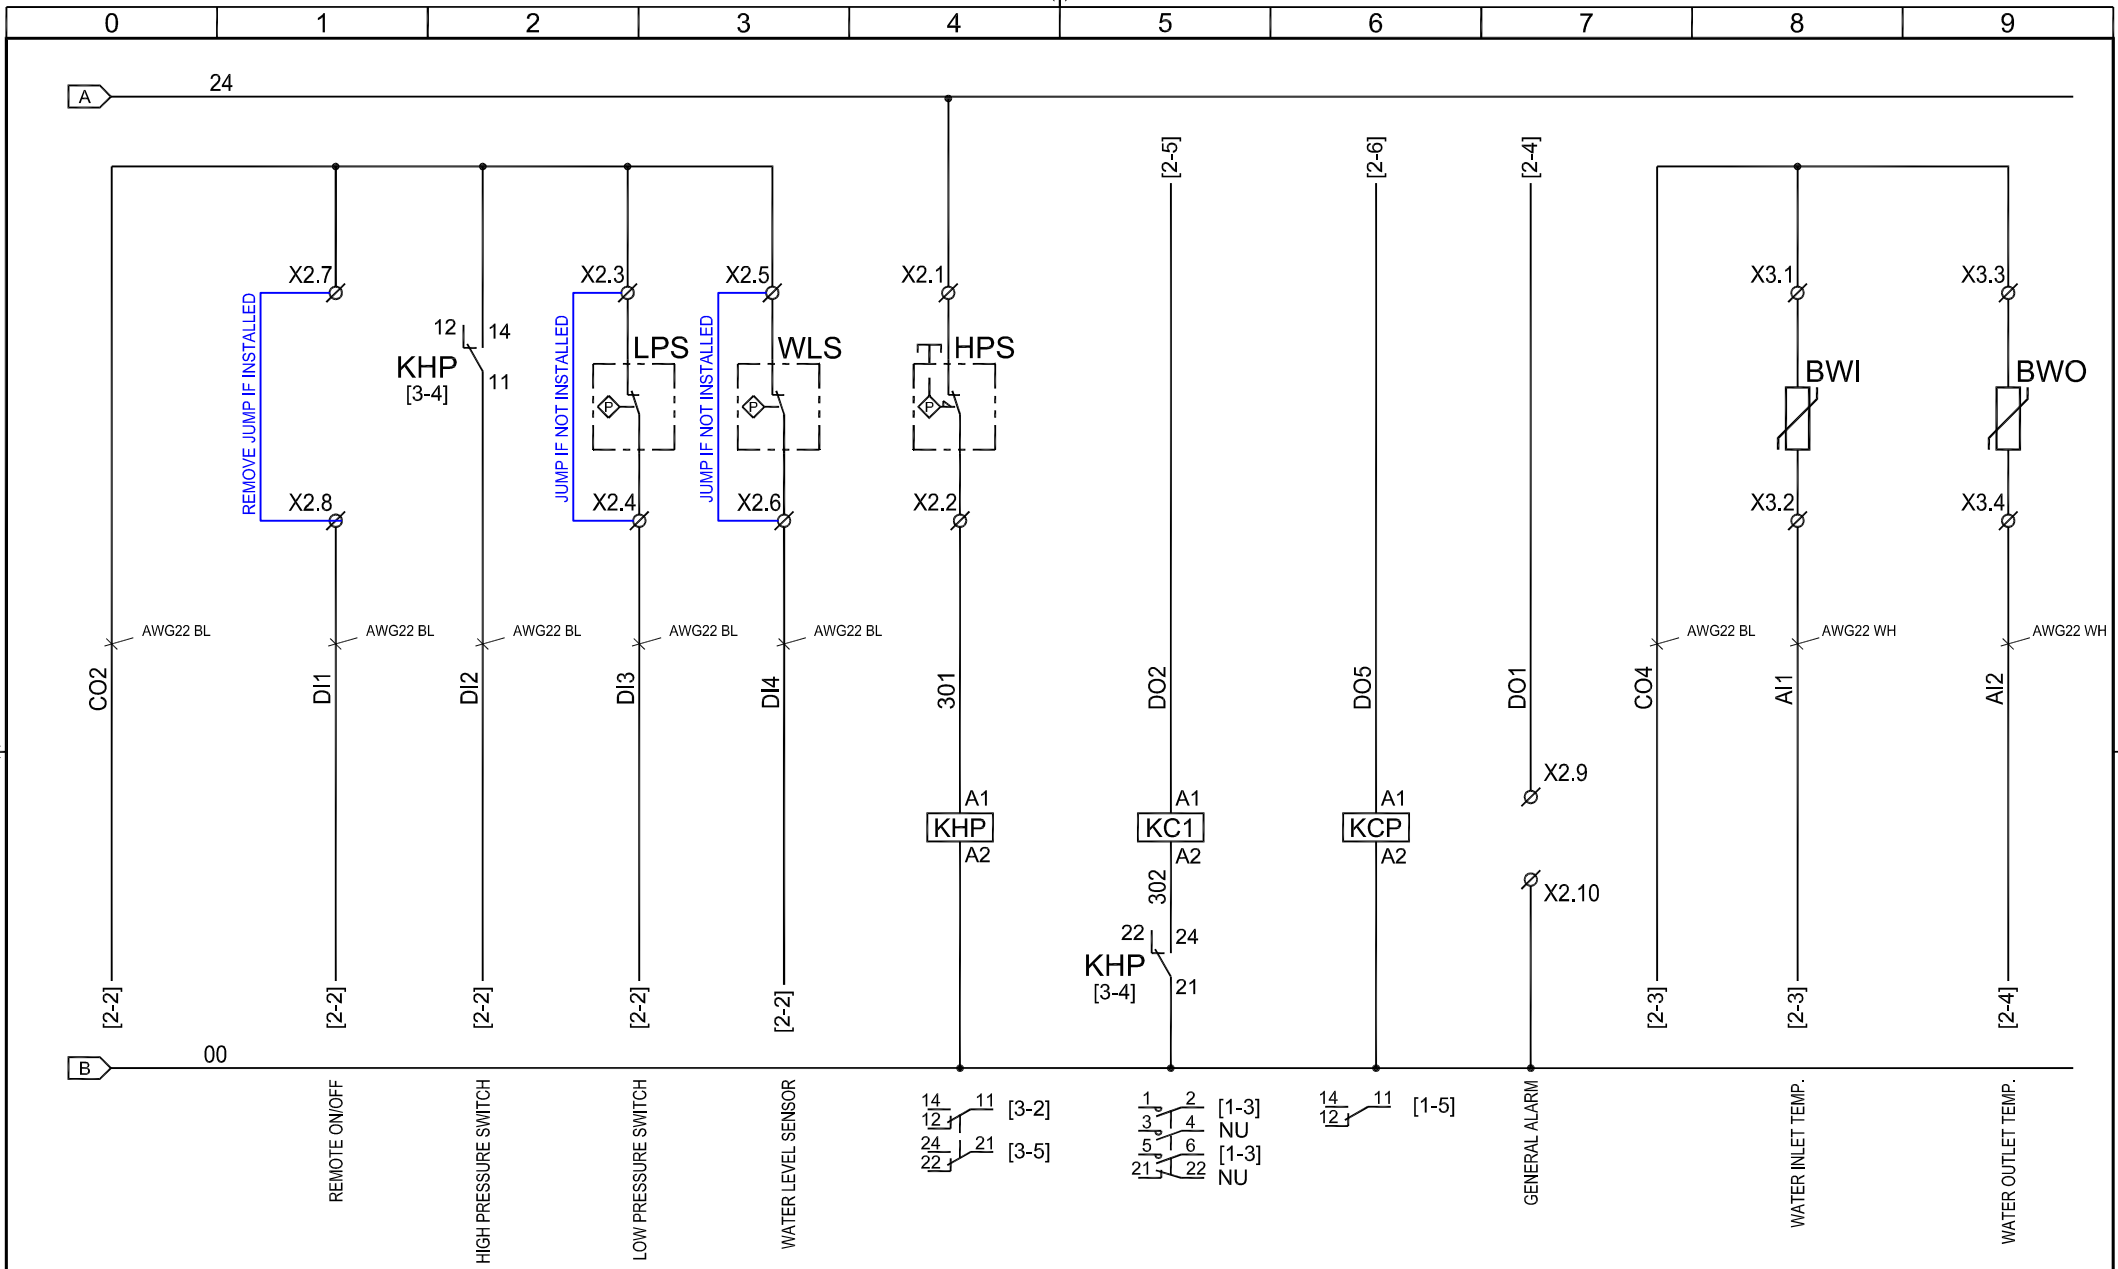 0 1 2 3 4 5 6 7 8 9
A 24
[2-5] [2-6] [2-4]
X2.7 X2.3 X2.5 X2.1 X3.1 X3.3
REMOVE JUMP IF INSTALLED
12 14
KHP
[3-4]
11
JUMP IF NOT INSTALLED
LPS
P
JUMP IF NOT INSTALLED
WLS
P
HPS
P
BWI
BWO
X2.8 X2.4 X2.6 X2.2 X3.2 X3.4
AWG22 BL AWG22 BL AWG22 BL AWG22 BL AWG22 BL AWG22 BL AWG22 WH AWG22 WH
CO2 DI1 DI2 DI3 DI4 301 DO2 DO5 DO1 CO4 AI1 AI2
X2.9
A1 A1 A1
KHP KC1 KCP
A2 A2 A2
302
X2.10
22 24
KHP
[3-4]
21
[2-2] [2-2] [2-2] [2-2] [2-2] [2-3] [2-3] [2-4]
B 00
REMOTE ON/OFF
HIGH PRESSURE SWITCH
LOW PRESSURE SWITCH
WATER LEVEL SENSOR
14 11 [3-2]
12
24 21 [3-5]
22
1 2 [1-3]
3 4 NU
5 6 [1-3]
21 22 NU
14 11 [1-5]
12
GENERAL ALARM
WATER INLET TEMP.
WATER OUTLET TEMP.